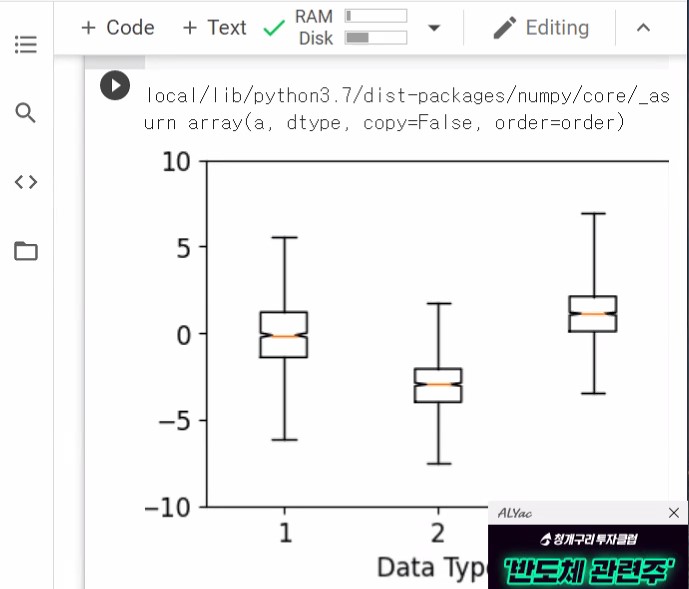 + Code + Text RAM Disk Editing
local/lib/python3.7/dist-packages/numpy/core/_as
urn array(a, dtype, copy=False, order=order)
10
5
0
−5
−10
1 2
Data Typ
ALYac
청개구리 투자클럽
'반도체 관련주'